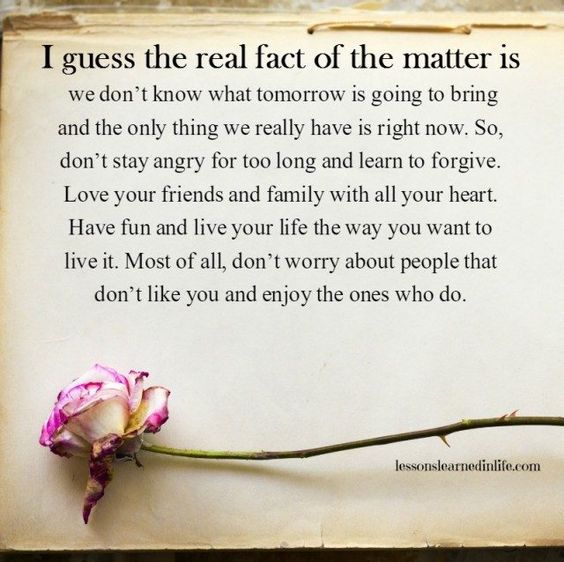 I guess the real fact of the matter is
we don't know what tomorrow is going to bring
and the only thing we really have is right now. So,
don't stay angry for too long and learn to forgive.
Love your friends and family with all your heart.
Have fun and live your life the way you want to
live it. Most of all, don't worry about people that
don't like you and enjoy the ones who do.
lessonslearnedinlife.com